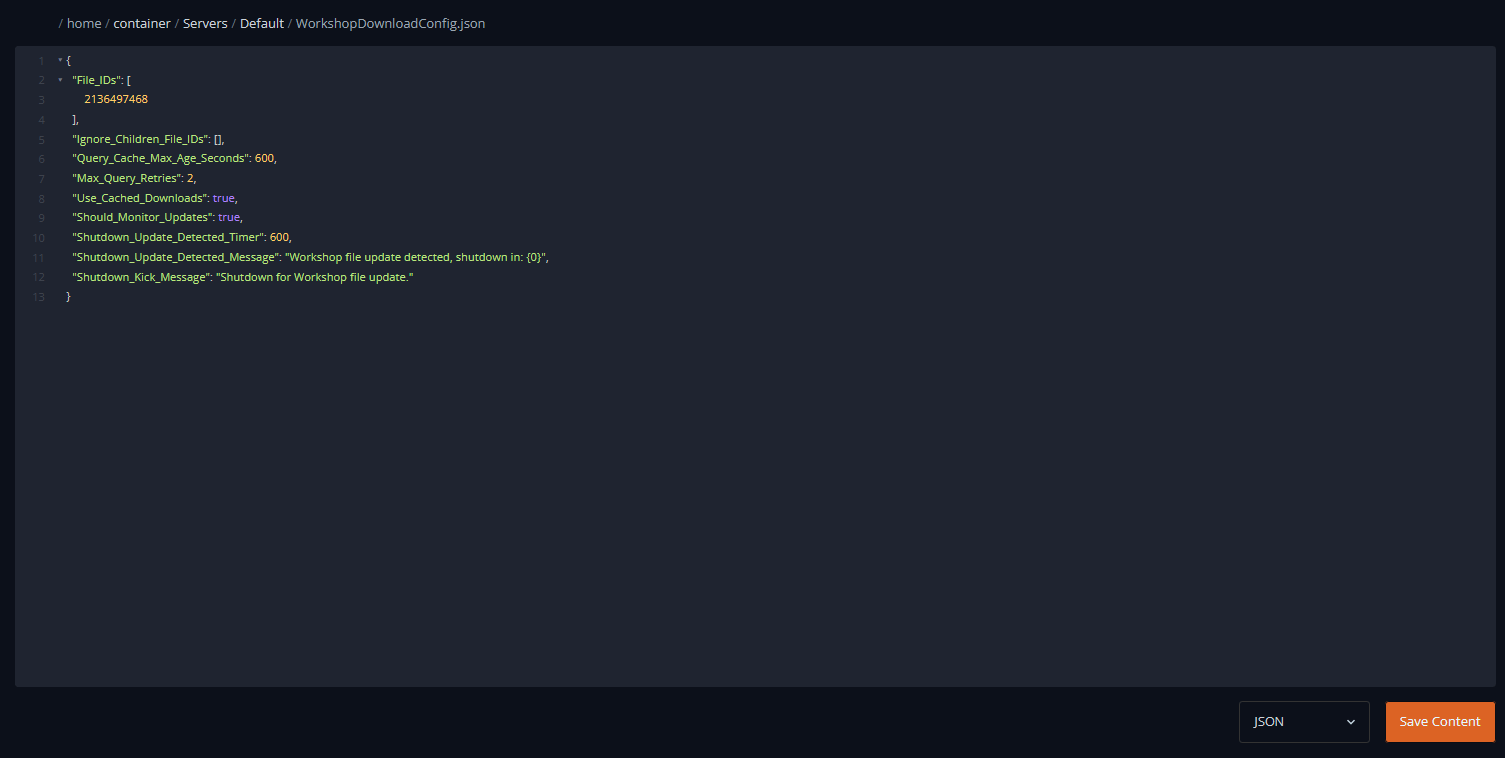 / home / container / Servers / Default / WorkshopDownloadConfig.json
1 {
2 "File_IDs": [
3 2136497468
4 ],
5 "Ignore_Children_File_IDs": [],
6 "Query_Cache_Max_Age_Seconds": 600,
7 "Max_Query_Retries": 2,
8 "Use_Cached_Downloads": true,
9 "Should_Monitor_Updates": true,
10 "Shutdown_Update_Detected_Timer": 600,
11 "Shutdown_Update_Detected_Message": "Workshop file update detected, shutdown in: {0}",
12 "Shutdown_Kick_Message": "Shutdown for Workshop file update."
13 }
JSON
Save Content